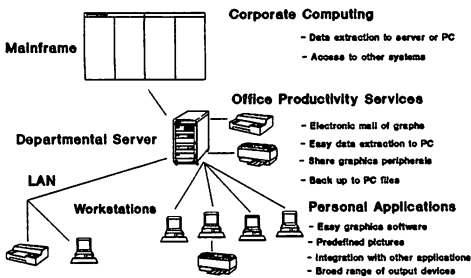 Corporate Computing
- Data extraction to server or PC
Mainframe
- Access to other systems
Office Productivity Services
- Electronic mail of graphs
Departmental Server
- Easy data extraction to PC
- Share graphics peripherals
LAN
- Back up to PC files
Workstations
Personal Applications
- Easy graphics software
- Predefined pictures
- Integration with other applications
- Broad range of output devices